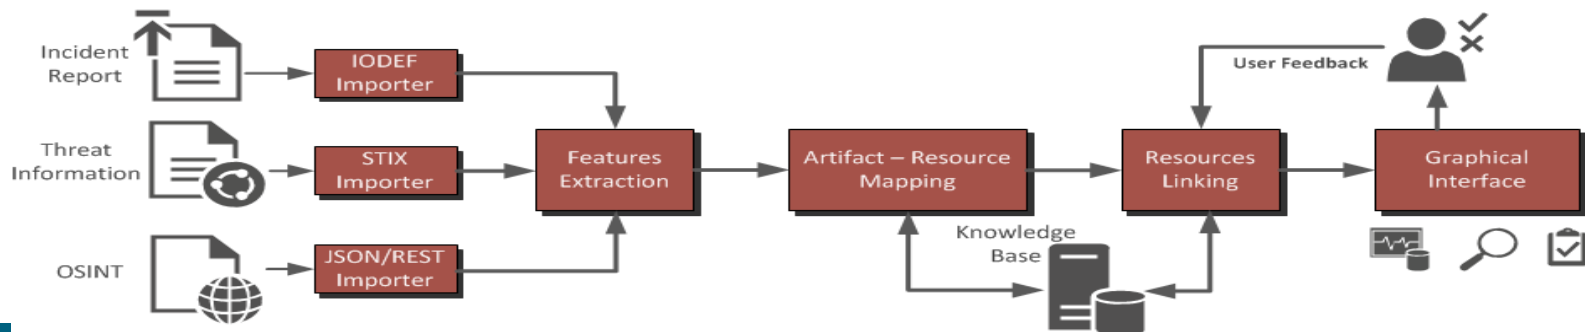 Incident
Report
IODEF
Importer
Threat
Information
STIX
Importer
OSINT
JSON/REST
Importer
Features
Extraction
Artifact – Resource
Mapping
Knowledge
Base
Resources
Linking
User Feedback
Graphical
Interface